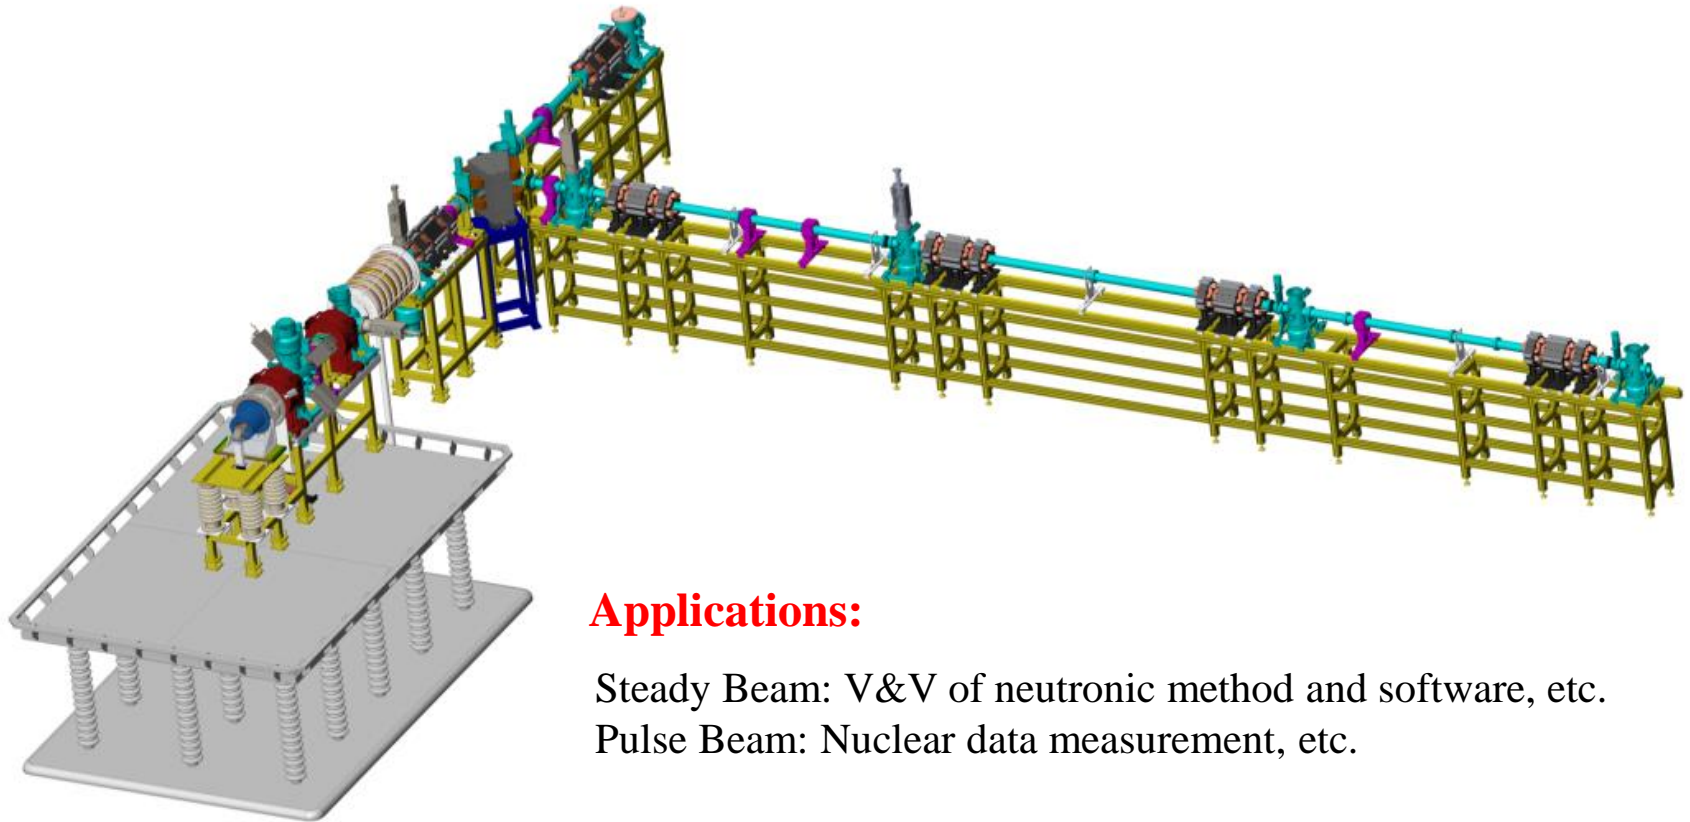 Applications:
Steady Beam: V&V of neutronic method and software, etc.
Pulse Beam: Nuclear data measurement, etc.